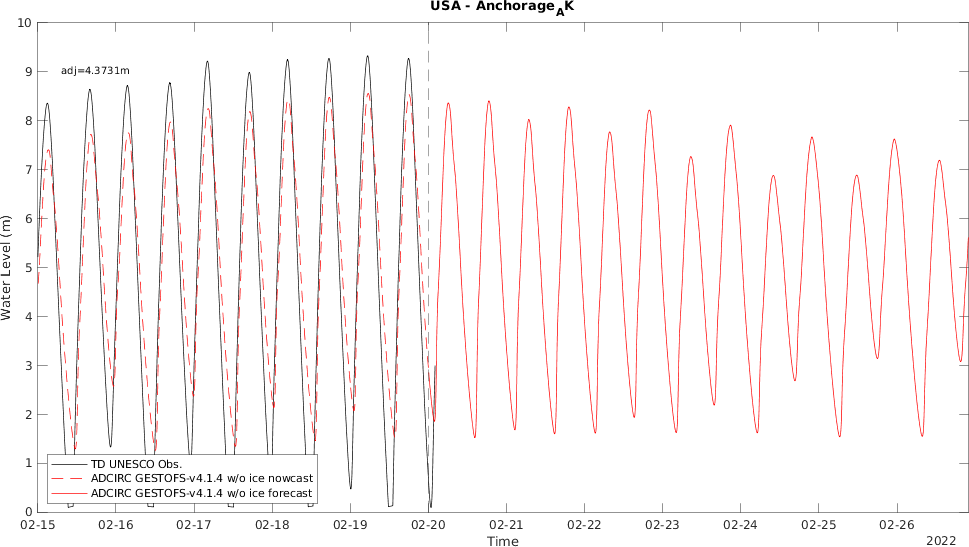 USA - Anchorage_AK
10
9
8
7
6
5
4
3
2
1
0
Water Level (m)
adj=4.3731m
TD UNESCO Obs.
ADCIRC GESTOFS-v4.1.4 w/o ice nowcast
ADCIRC GESTOFS-v4.1.4 w/o ice forecast
02-15 02-16 02-17 02-18 02-19 02-20 02-21 02-22 02-23 02-24 02-25 02-26
Time
2022